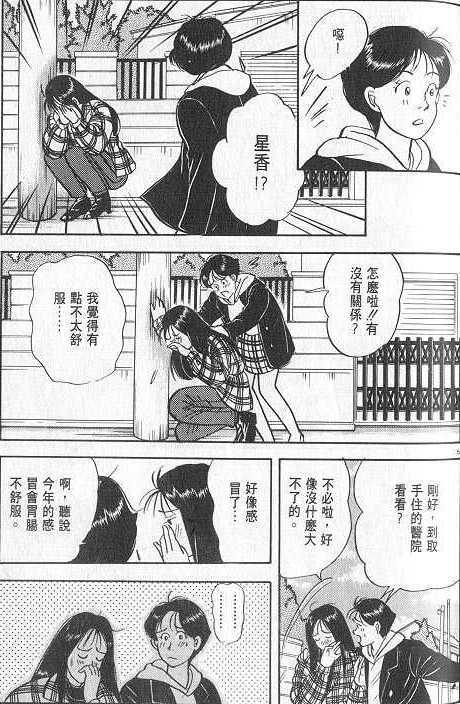 噁！
星香!?
怎麼啦!!有
沒有關係？
我覺得有
點不太舒
服……
剛好，到取
手住的醫院
看看？
不必啦，好
像沒什麼大
不了的。
好像感
冒了…
啊，聽說
今年的感
冒會胃腸
不舒服。
………
5